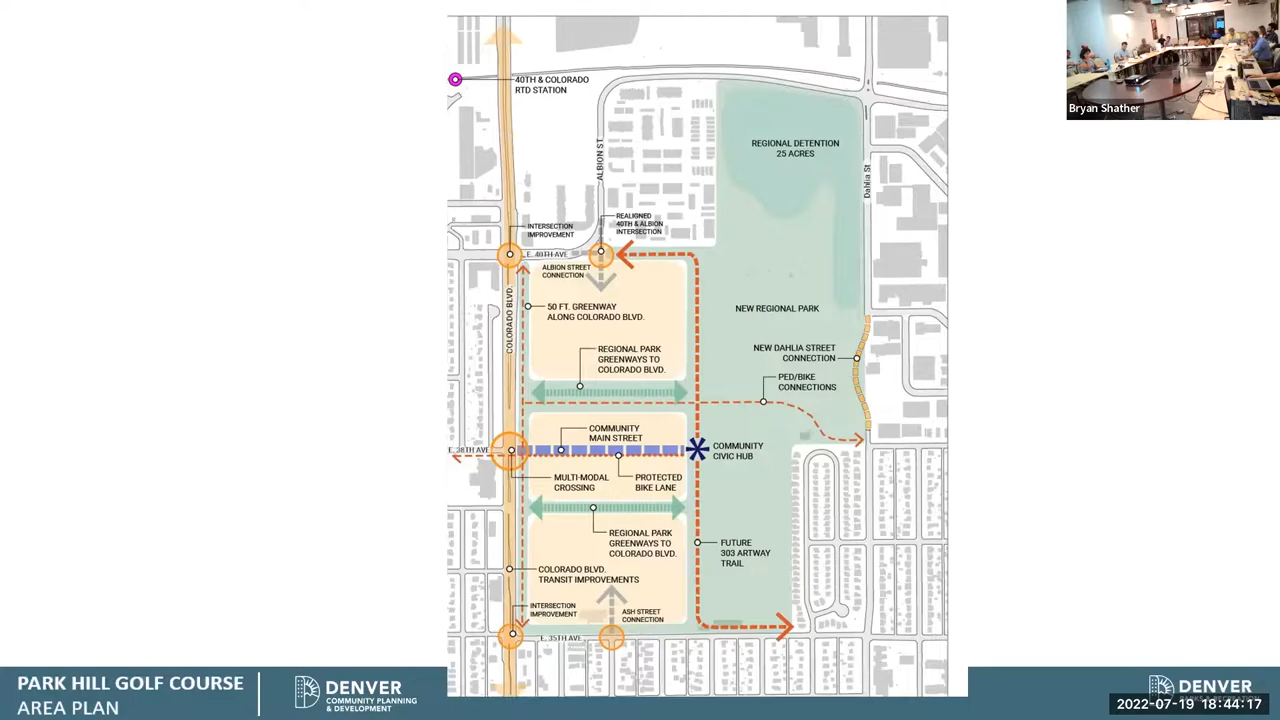 40TH & COLORADO
RTD STATION
ALBION ST.
REGIONAL DETENTION
25 ACRES
Dahlia St
INTERSECTION
IMPROVEMENT
REALIGNED
40TH & ALBION
INTERSECTION
E. 40TH AVE
ALBION STREET
CONNECTION
COLORADO BLVD.
50 FT. GREENWAY
ALONG COLORADO BLVD.
NEW REGIONAL PARK
REGIONAL PARK
GREENWAYS TO
COLORADO BLVD.
NEW DAHLIA STREET
CONNECTION
PED/BIKE
CONNECTIONS
COMMUNITY
MAIN STREET
E. 38TH AVE
COMMUNITY
CIVIC HUB
MULTI-MODAL
CROSSING
PROTECTED
BIKE LANE
REGIONAL PARK
GREENWAYS TO
COLORADO BLVD.
FUTURE
303 ARTWAY
TRAIL
COLORADO BLVD.
TRANSIT IMPROVEMENTS
INTERSECTION
IMPROVEMENT
ASH STREET
CONNECTION
E. 35TH AVE
Bryan Shather
PARK HILL GOLF COURSE
AREA PLAN
DENVER
COMMUNITY PLANNING
& DEVELOPMENT
DENVER
2022-07-19 18:44:17